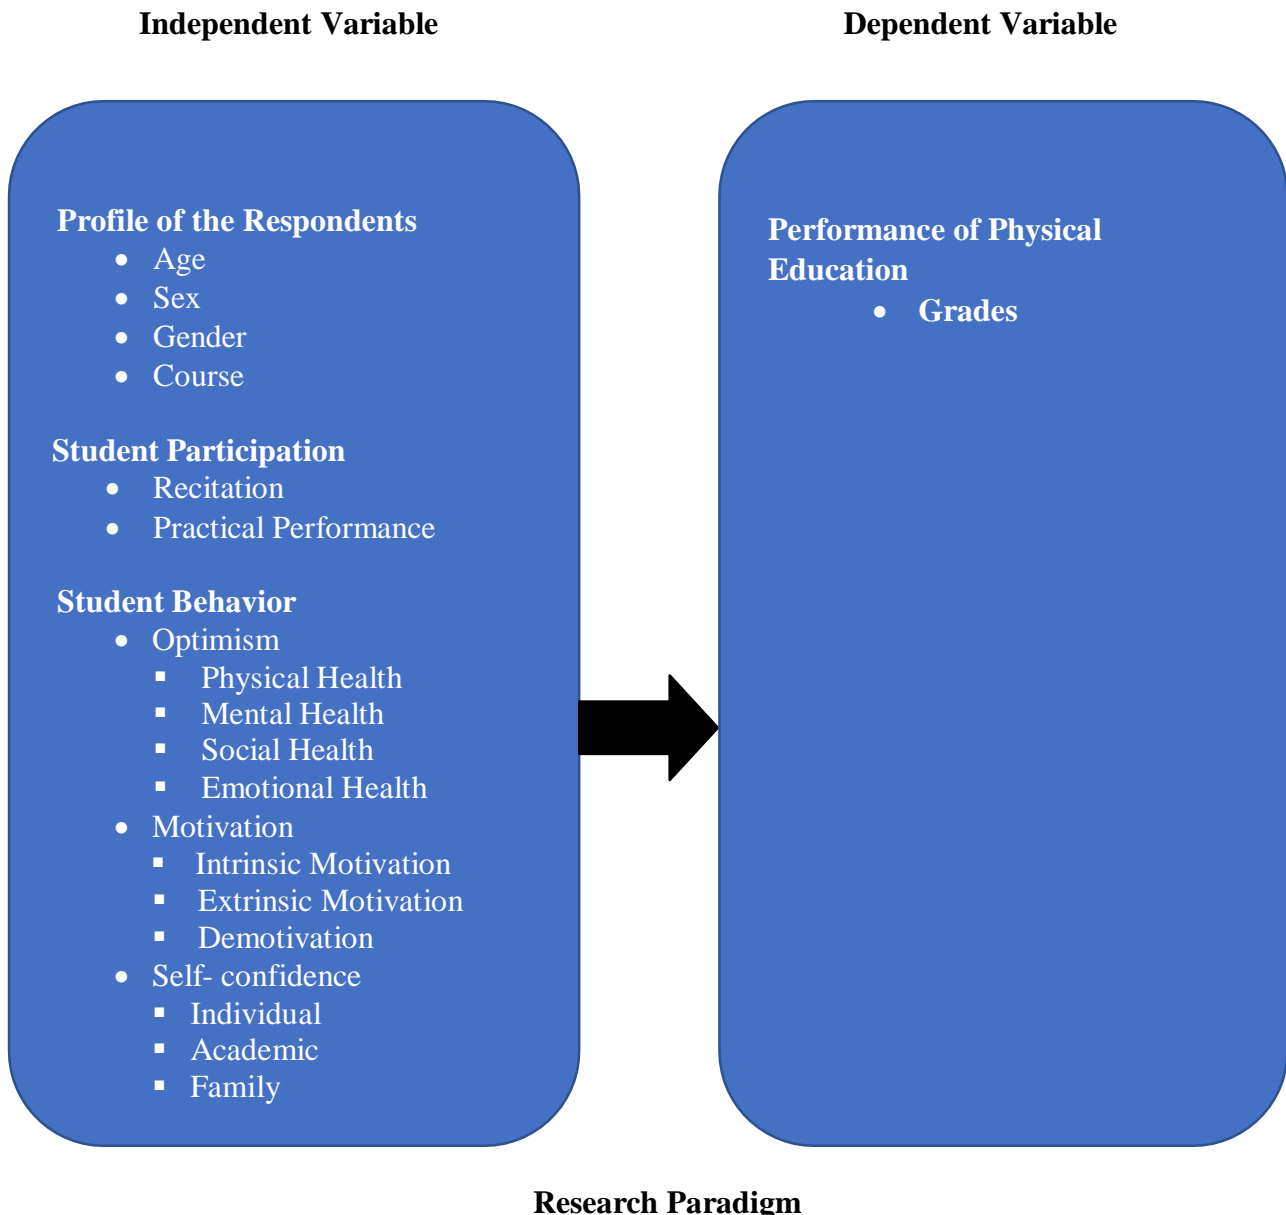 Independent Variable
Dependent Variable
Profile of the Respondents
• Age
• Sex
• Gender
• Course
Student Participation
• Recitation
• Practical Performance
Student Behavior
• Optimism
▪ Physical Health
▪ Mental Health
▪ Social Health
▪ Emotional Health
• Motivation
▪ Intrinsic Motivation
▪ Extrinsic Motivation
▪ Demotivation
• Self- confidence
▪ Individual
▪ Academic
▪ Family
Performance of Physical
Education
• Grades
Research Paradigm